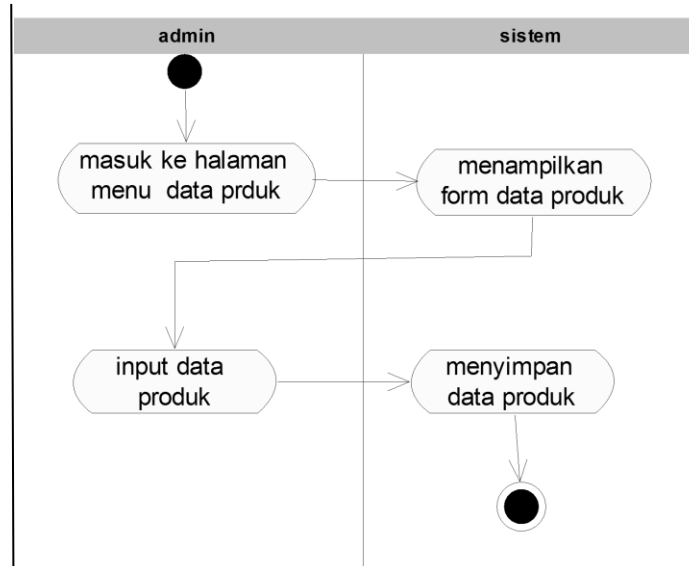 admin
sistem
masuk ke halaman
menu data prduk
menampilkan
form data produk
input data
produk
menyimpan
data produk